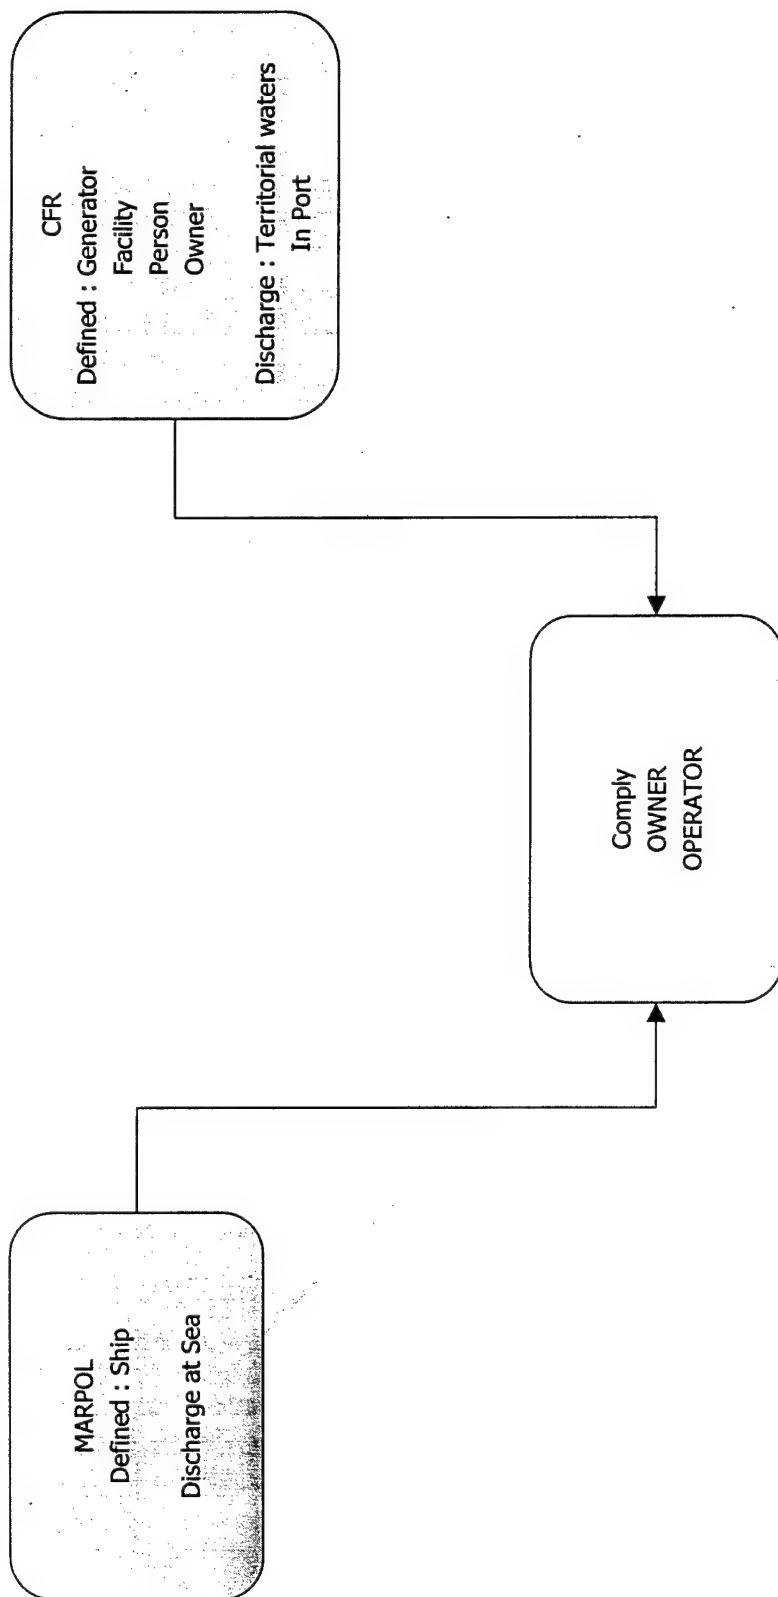 MARPOL
Defined : Ship
Discharge at Sea
Comply
OWNER
OPERATOR
CFR
Defined : Generator
Facility
Person
Owner
Discharge : Territorial waters
In Port